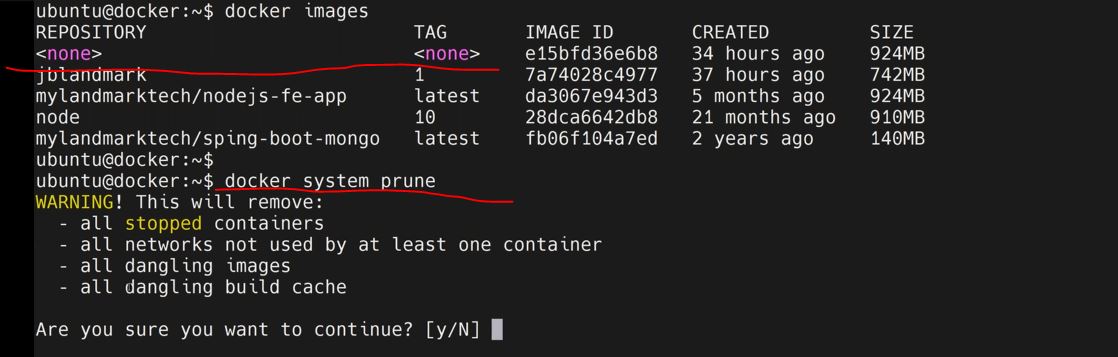 ubuntu@docker:~$ docker images
REPOSITORY TAG IMAGE ID CREATED SIZE
<none> <none> e15bfd36e6b8 34 hours ago 924MB
jblandmark 1 7a74028c4977 37 hours ago 742MB
mylandmarktech/nodejs-fe-app latest da3067e943d3 5 months ago 924MB
node 10 28dca6642db8 21 months ago 910MB
mylandmarktech/sping-boot-mongo latest fb06f104a7ed 2 years ago 140MB
ubuntu@docker:~$
ubuntu@docker:~$ docker system prune
WARNING! This will remove:
- all stopped containers
- all networks not used by at least one container
- all dangling images
- all dangling build cache
Are you sure you want to continue? [y/N]